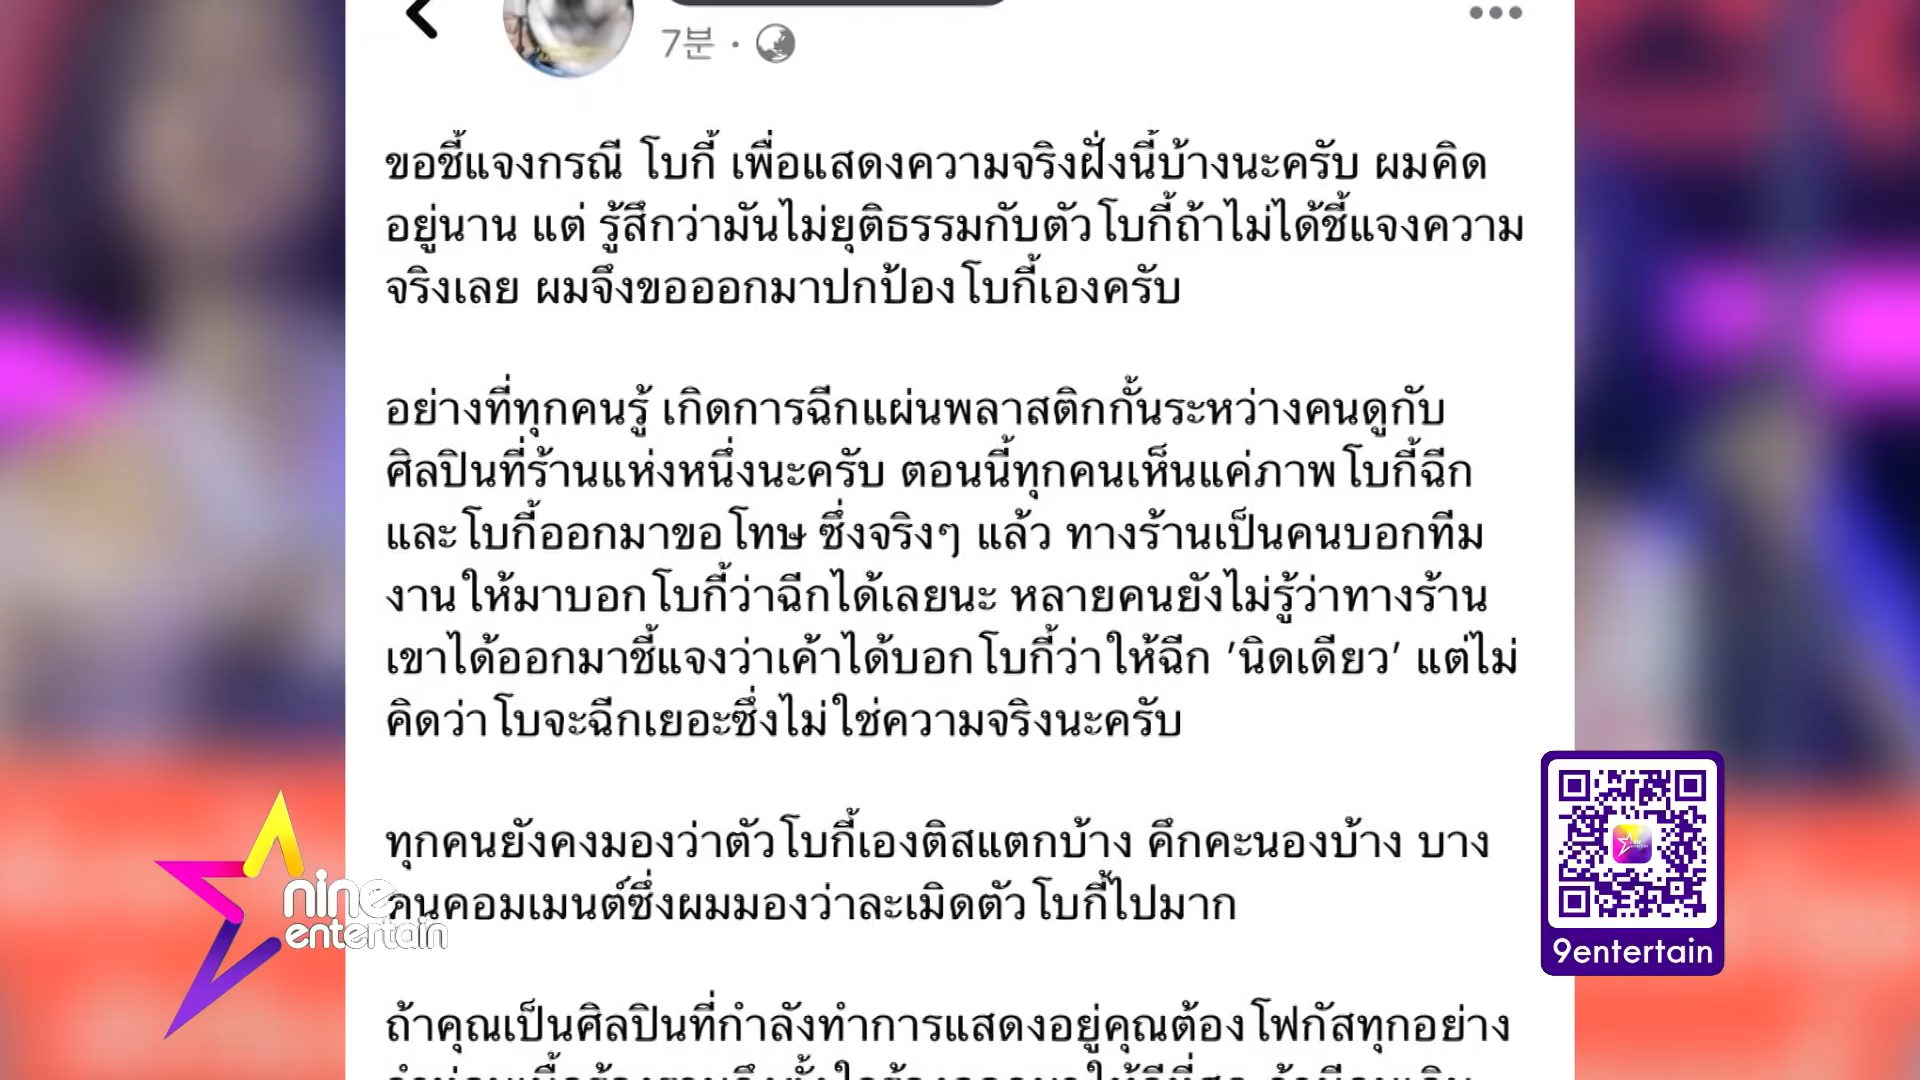 7분
ขอชี้แจงกรณี โบกี้ เพื่อแสดงความจริงฝั่งนี้บ้างนะครับ ผมคิด
อยู่นาน แต่ รู้สึกว่ามันไม่ยุติธรรมกับตัวโบกี้ถ้าไม่ได้ชี้แจงความ
จริงเลย ผมจึงขอออกมาปกป้องโบกี้เองครับ
อย่างที่ทุกคนรู้ เกิดการฉีกแผ่นพลาสติกกั้นระหว่างคนดูกับ
ศิลปินที่ร้านแห่งหนึ่งนะครับ ตอนนี้ทุกคนเห็นแค่ภาพโบกี้ฉีก
และโบกี้ออกมาขอโทษ ซึ่งจริงๆ แล้ว ทางร้านเป็นคนบอกทีม
งานให้มาบอกโบกี้ว่าฉีกได้เลยนะ หลายคนยังไม่รู้ว่าทางร้าน
เขาได้ออกมาชี้แจงว่าเค้าได้บอกโบกี้ว่าให้ฉีก 'นิดเดียว' แต่ไม่
คิดว่าโบจะฉีกเยอะซึ่งไม่ใช่ความจริงนะครับ
ทุกคนยังคงมองว่าตัวโบกี้เองติสแตกบ้าง คึกคะนองบ้าง บาง
คนคอมเมนต์ซึ่งผมมองว่าละเมิดตัวโบกี้ไปมาก
ถ้าคุณเป็นศิลปินที่กำลังทำการแสดงอยู่คุณต้องโฟกัสทุกอย่าง
nine
entertain
9entertain